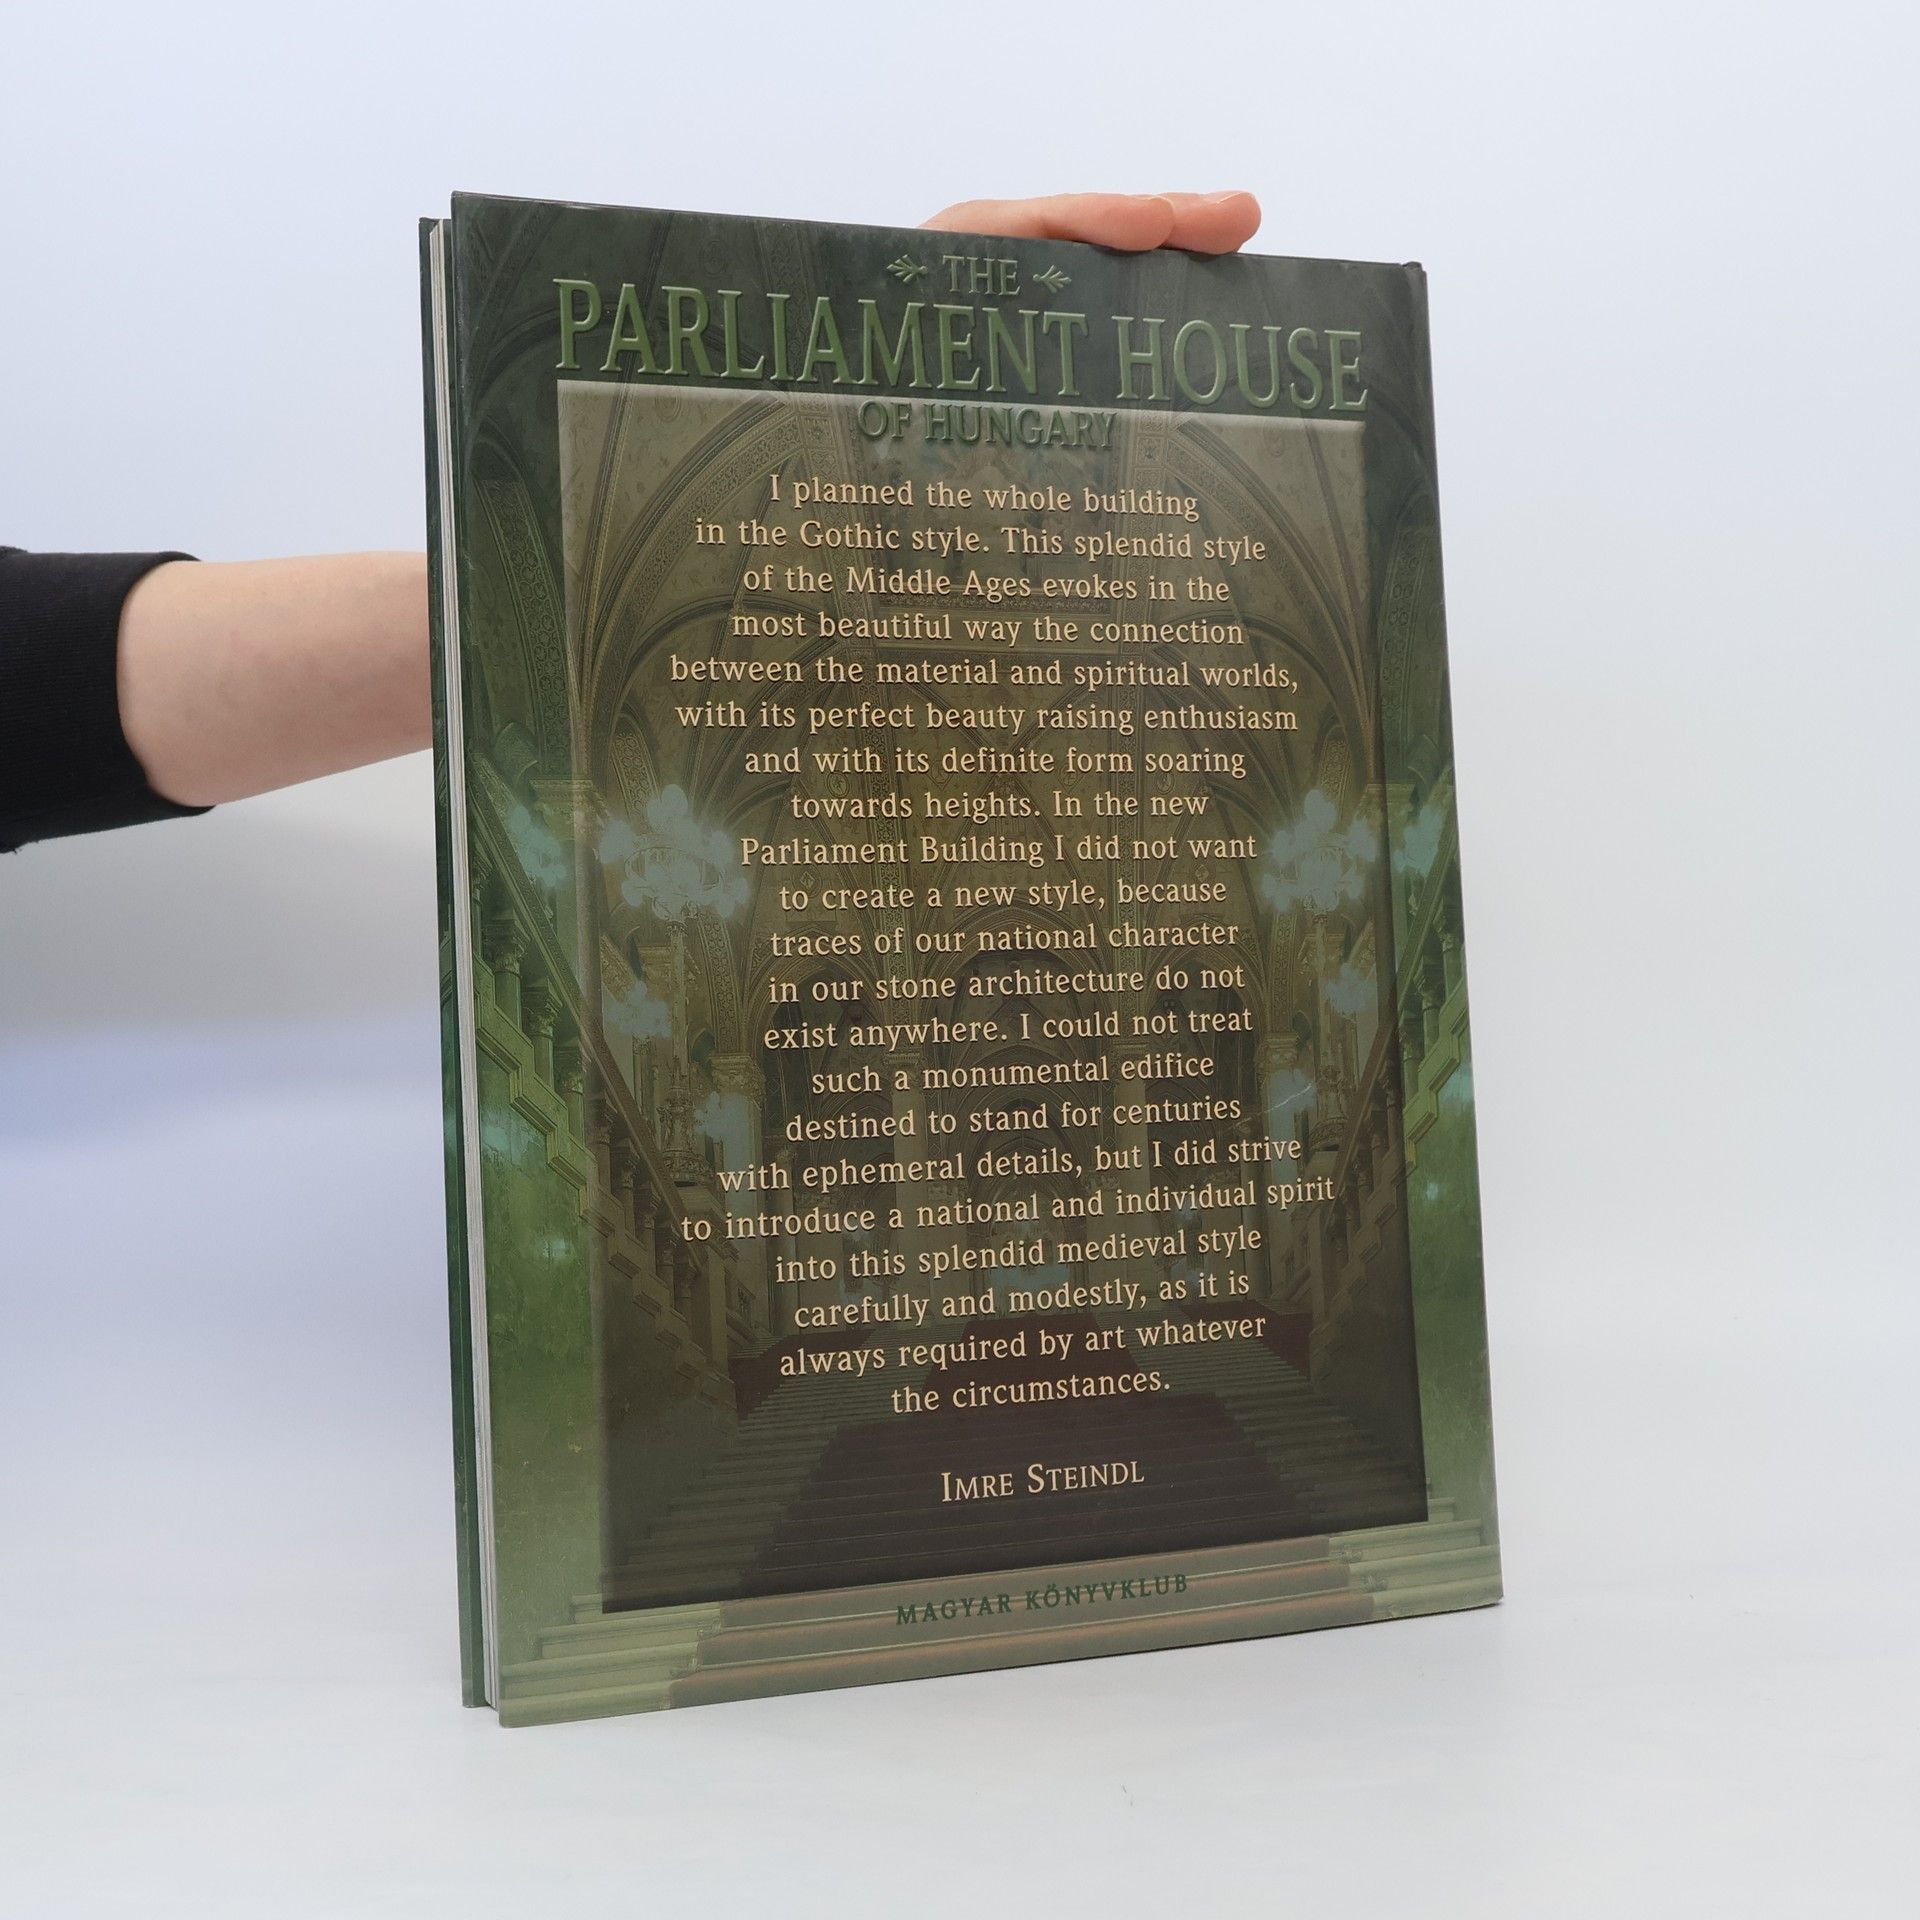 THE
PARLIAMENT HOUSE
OF HUNGARY
I planned the whole building
in the Gothic style. This splendid style
of the Middle Ages evokes in the
most beautiful way the connection
between the material and spiritual worlds,
with its perfect beauty raising enthusiasm
and with its definite form soaring
towards heights. In the new
Parliament Building I did not want
to create a new style, because
traces of our national character
in our stone architecture do not
exist anywhere. I could not treat
such a monumental edifice
destined to stand for centuries
with ephemeral details, but I did strive
to introduce a national and individual spirit
into this splendid medieval style
carefully and modestly, as it is
always required by art whatever
the circumstances.
IMRE STEINDL
MAGYAR KÖNYVKLUB